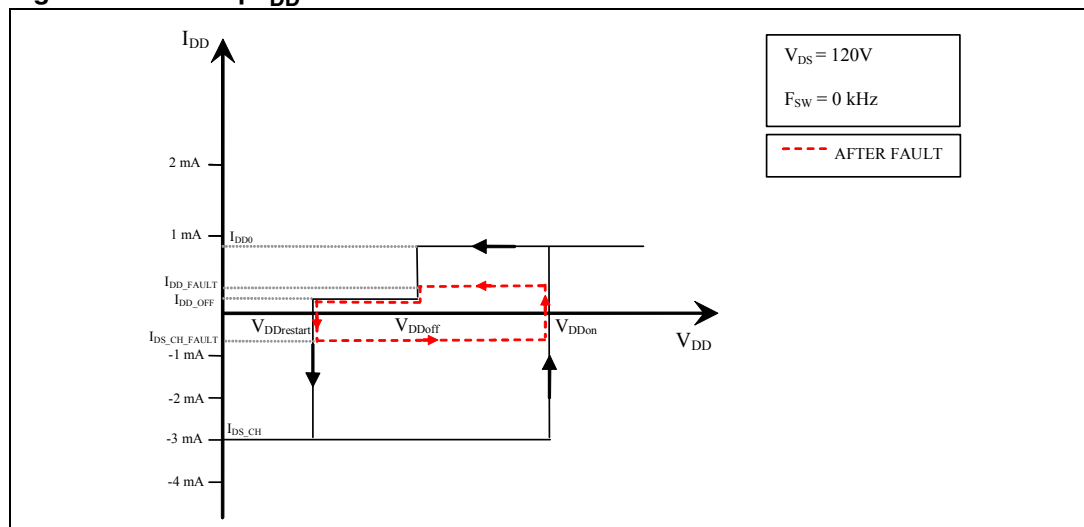 I_DD
V_DS = 120V
F_SW = 0 kHz
AFTER FAULT
2 mA
1 mA
I_DD0
I_DD_FAULT
I_DD_OFF
V_DDrestart
V_DDoff
V_DDon
V_DD
I_DS_CH_FAULT
-1 mA
-2 mA
I_DS_CH
-3 mA
-4 mA